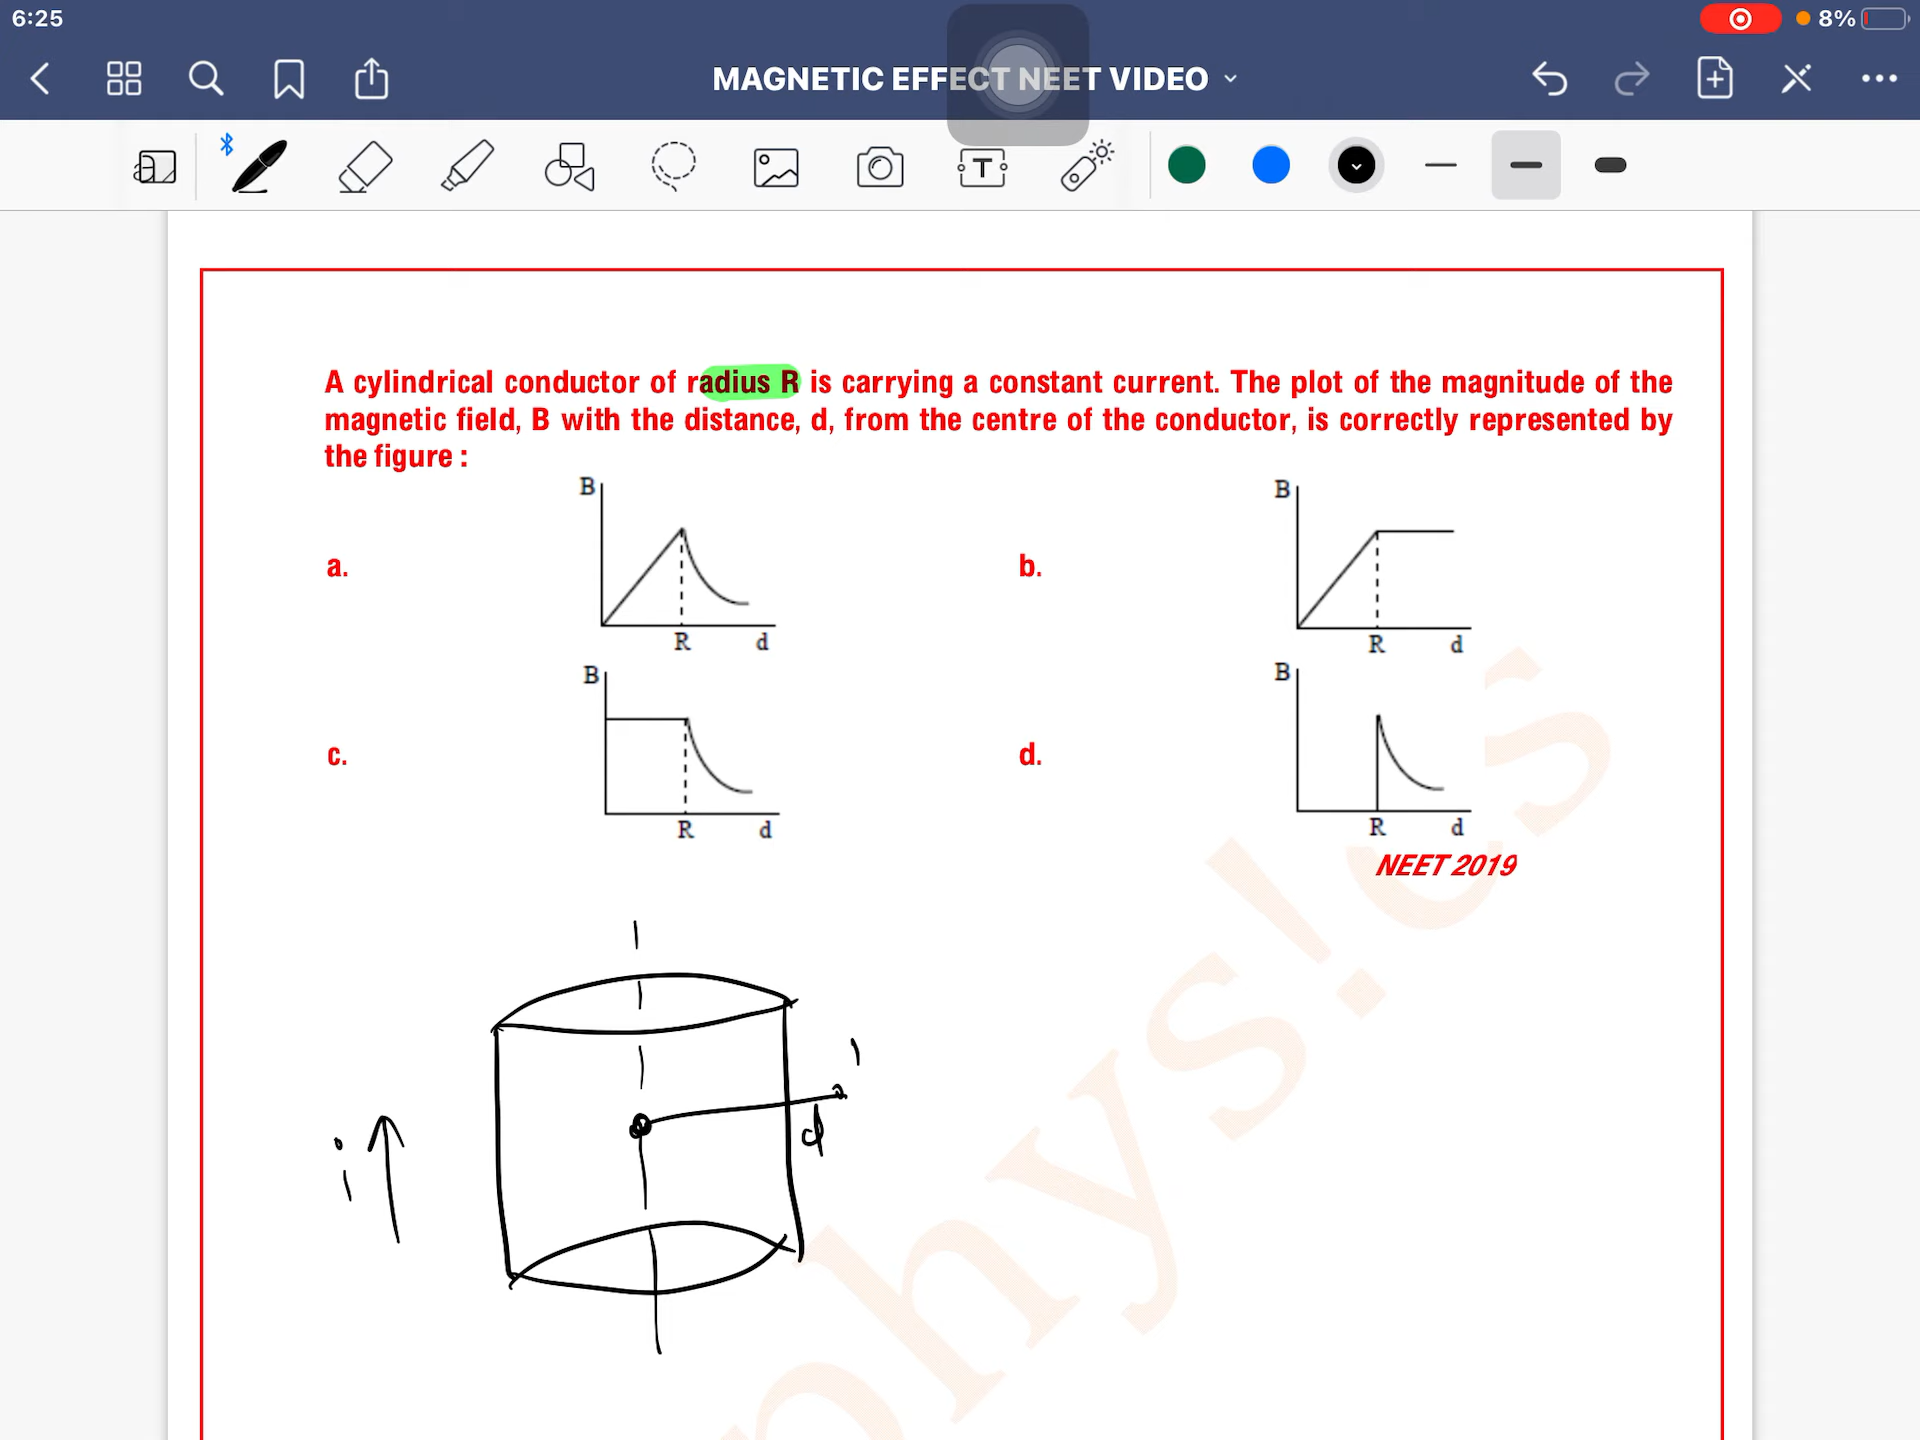 6:25
8%
MAGNETIC EFFECT NEET VIDEO
T
A cylindrical conductor of radius R is carrying a constant current. The plot of the magnitude of the
magnetic field, B with the distance, d, from the centre of the conductor, is correctly represented by
the figure :
a.
B
R d
b.
B
R d
c.
B
R d
d.
B
R d
NEET 2019
i
d
phys!cs